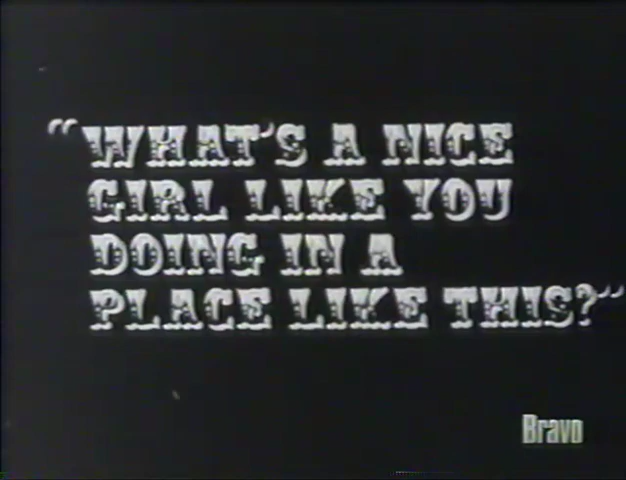 "WHAT'S A NICE
GIRL LIKE YOU
DOING IN A
PLACE LIKE THIS?"
Bravo